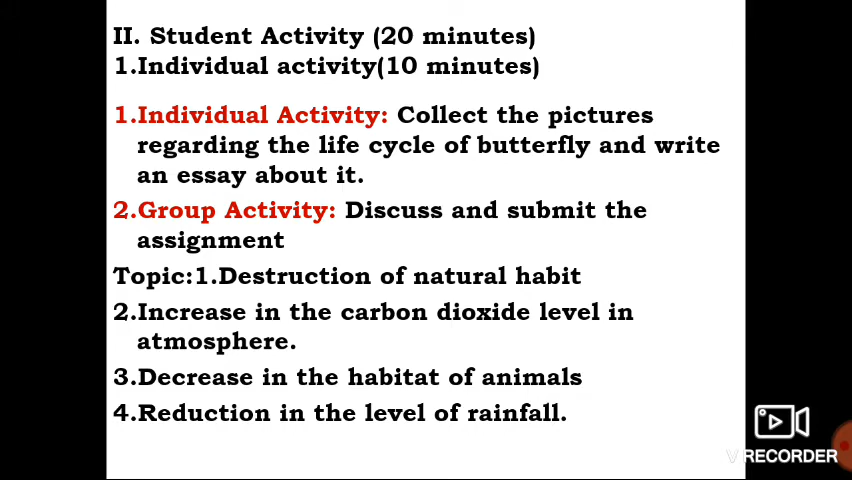 II. Student Activity (20 minutes)
1.Individual activity(10 minutes)
1.Individual Activity: Collect the pictures
regarding the life cycle of butterfly and write
an essay about it.
2.Group Activity: Discuss and submit the
assignment
Topic:1.Destruction of natural habit
2.Increase in the carbon dioxide level in
atmosphere.
3.Decrease in the habitat of animals
4.Reduction in the level of rainfall.
V RECORDER